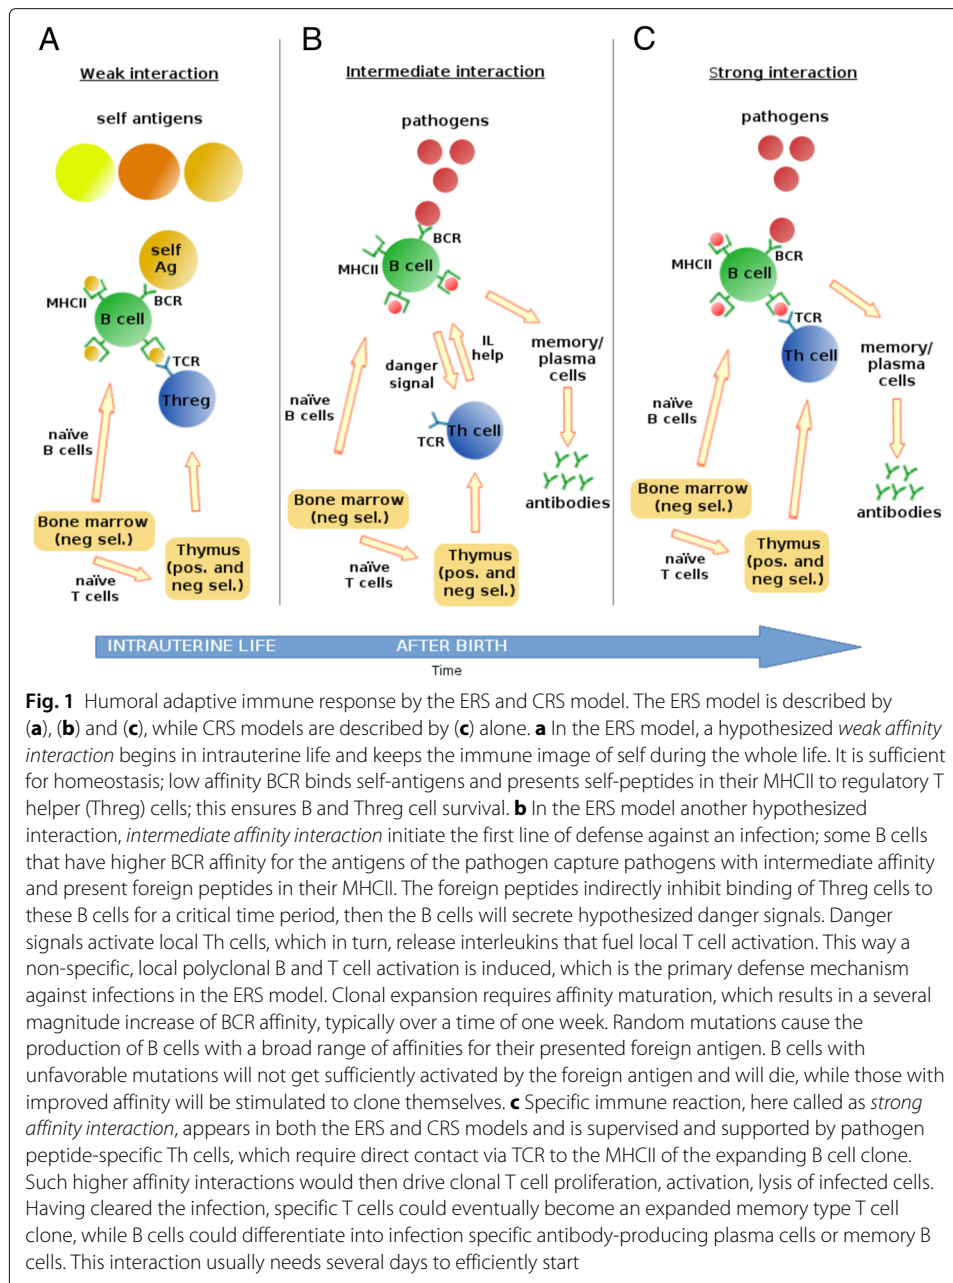 A
Weak interaction
self antigens
self
Ag
MHCII
BCR
B cell
TCR
Threg
naïve
B cells
Bone marrow
(neg sel.)
naïve
T cells
Thymus
(pos. and
neg sel.)
B
Intermediate interaction
pathogens
BCR
MHCII
B cell
IL
help
danger
signal
memory/
plasma
cells
naïve
B cells
TCR
Th cell
antibodies
Bone marrow
(neg sel.)
naïve
T cells
Thymus
(pos. and
neg sel.)
C
Strong interaction
pathogens
BCR
MHCII
B cell
TCR
Th cell
memory/
plasma
cells
naïve
B cells
Bone marrow
(neg sel.)
antibodies
naïve
T cells
Thymus
(pos. and
neg sel.)
INTRAUTERINE LIFE
AFTER BIRTH
Time
Fig. 1 Humoral adaptive immune response by the ERS and CRS model. The ERS model is described by
(a), (b) and (c), while CRS models are described by (c) alone. a In the ERS model, a hypothesized weak affinity
interaction begins in intrauterine life and keeps the immune image of self during the whole life. It is sufficient
for homeostasis; low affinity BCR binds self-antigens and presents self-peptides in their MHCII to regulatory T
helper (Threg) cells; this ensures B and Threg cell survival. b In the ERS model another hypothesized
interaction, intermediate affinity interaction initiate the first line of defense against an infection; some B cells
that have higher BCR affinity for the antigens of the pathogen capture pathogens with intermediate affinity
and present foreign peptides in their MHCII. The foreign peptides indirectly inhibit binding of Threg cells to
these B cells for a critical time period, then the B cells will secrete hypothesized danger signals. Danger
signals activate local Th cells, which in turn, release interleukins that fuel local T cell activation. This way a
non-specific, local polyclonal B and T cell activation is induced, which is the primary defense mechanism
against infections in the ERS model. Clonal expansion requires affinity maturation, which results in a several
magnitude increase of BCR affinity, typically over a time of one week. Random mutations cause the
production of B cells with a broad range of affinities for their presented foreign antigen. B cells with
unfavorable mutations will not get sufficiently activated by the foreign antigen and will die, while those with
improved affinity will be stimulated to clone themselves. c Specific immune reaction, here called as strong
affinity interaction, appears in both the ERS and CRS models and is supervised and supported by pathogen
peptide-specific Th cells, which require direct contact via TCR to the MHCII of the expanding B cell clone.
Such higher affinity interactions would then drive clonal T cell proliferation, activation, lysis of infected cells.
Having cleared the infection, specific T cells could eventually become an expanded memory type T cell
clone, while B cells could differentiate into infection specific antibody-producing plasma cells or memory B
cells. This interaction usually needs several days to efficiently start